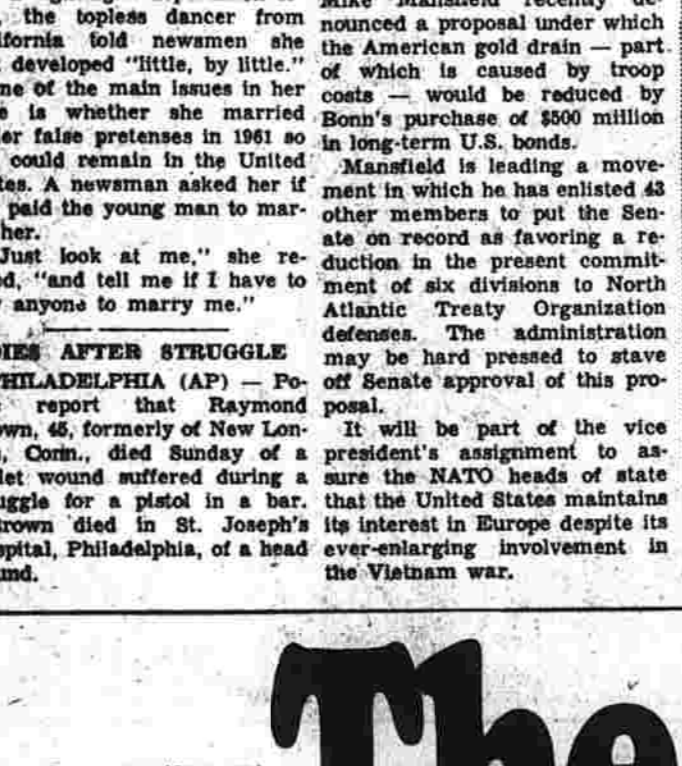 the topless dancer from
ifornia told newsmen she
developed "little, by little."
ne of the main issues in her
e is whether she married
er false pretenses in 1961 so
could remain in the United
tes. A newsman asked her if
paid the young man to mar-
her.
Just look at me," she re-
ed, "and tell me if I have to
anyone to marry me."
IES AFTER STRUGGLE
HILADELPHIA (AP) — Po-
report that Raymond
own, 45, formerly of New Lon-
, Conn., died Sunday of a
let wound suffered during a
uggle for a pistol in a bar.
rown died in St. Joseph's
spital, Philadelphia, of a head
und.
Mike Mansfield recently de-
nounced a proposal under which
the American gold drain — part
of which is caused by troop
costs — would be reduced by
Bonn's purchase of $500 million
in long-term U.S. bonds.
Mansfield is leading a move-
ment in which he has enlisted 43
other members to put the Sen-
ate on record as favoring a re-
duction in the present commit-
ment of six divisions to North
Atlantic Treaty Organization
defenses. The administration
may be hard pressed to stave
off Senate approval of this pro-
posal.
It will be part of the vice
president's assignment to as-
sure the NATO heads of state
that the United States maintains
its interest in Europe despite its
ever-enlarging involvement in
the Vietnam war.
The